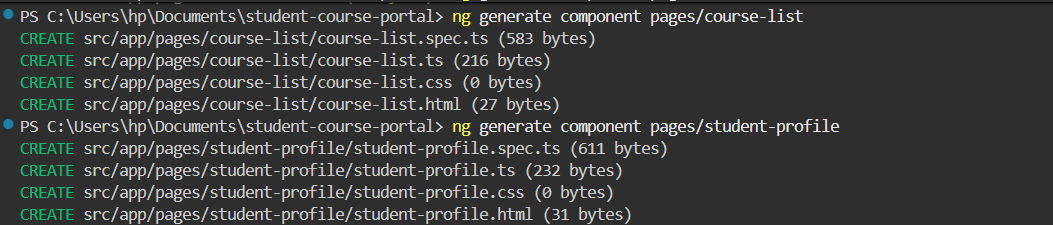 PS C:\Users\hp\Documents\student-course-portal> ng generate component pages/course-list
CREATE src/app/pages/course-list/course-list.spec.ts (583 bytes)
CREATE src/app/pages/course-list/course-list.ts (216 bytes)
CREATE src/app/pages/course-list/course-list.css (0 bytes)
CREATE src/app/pages/course-list/course-list.html (27 bytes)
PS C:\Users\hp\Documents\student-course-portal> ng generate component pages/student-profile
CREATE src/app/pages/student-profile/student-profile.spec.ts (611 bytes)
CREATE src/app/pages/student-profile/student-profile.ts (232 bytes)
CREATE src/app/pages/student-profile/student-profile.css (0 bytes)
CREATE src/app/pages/student-profile/student-profile.html (31 bytes)